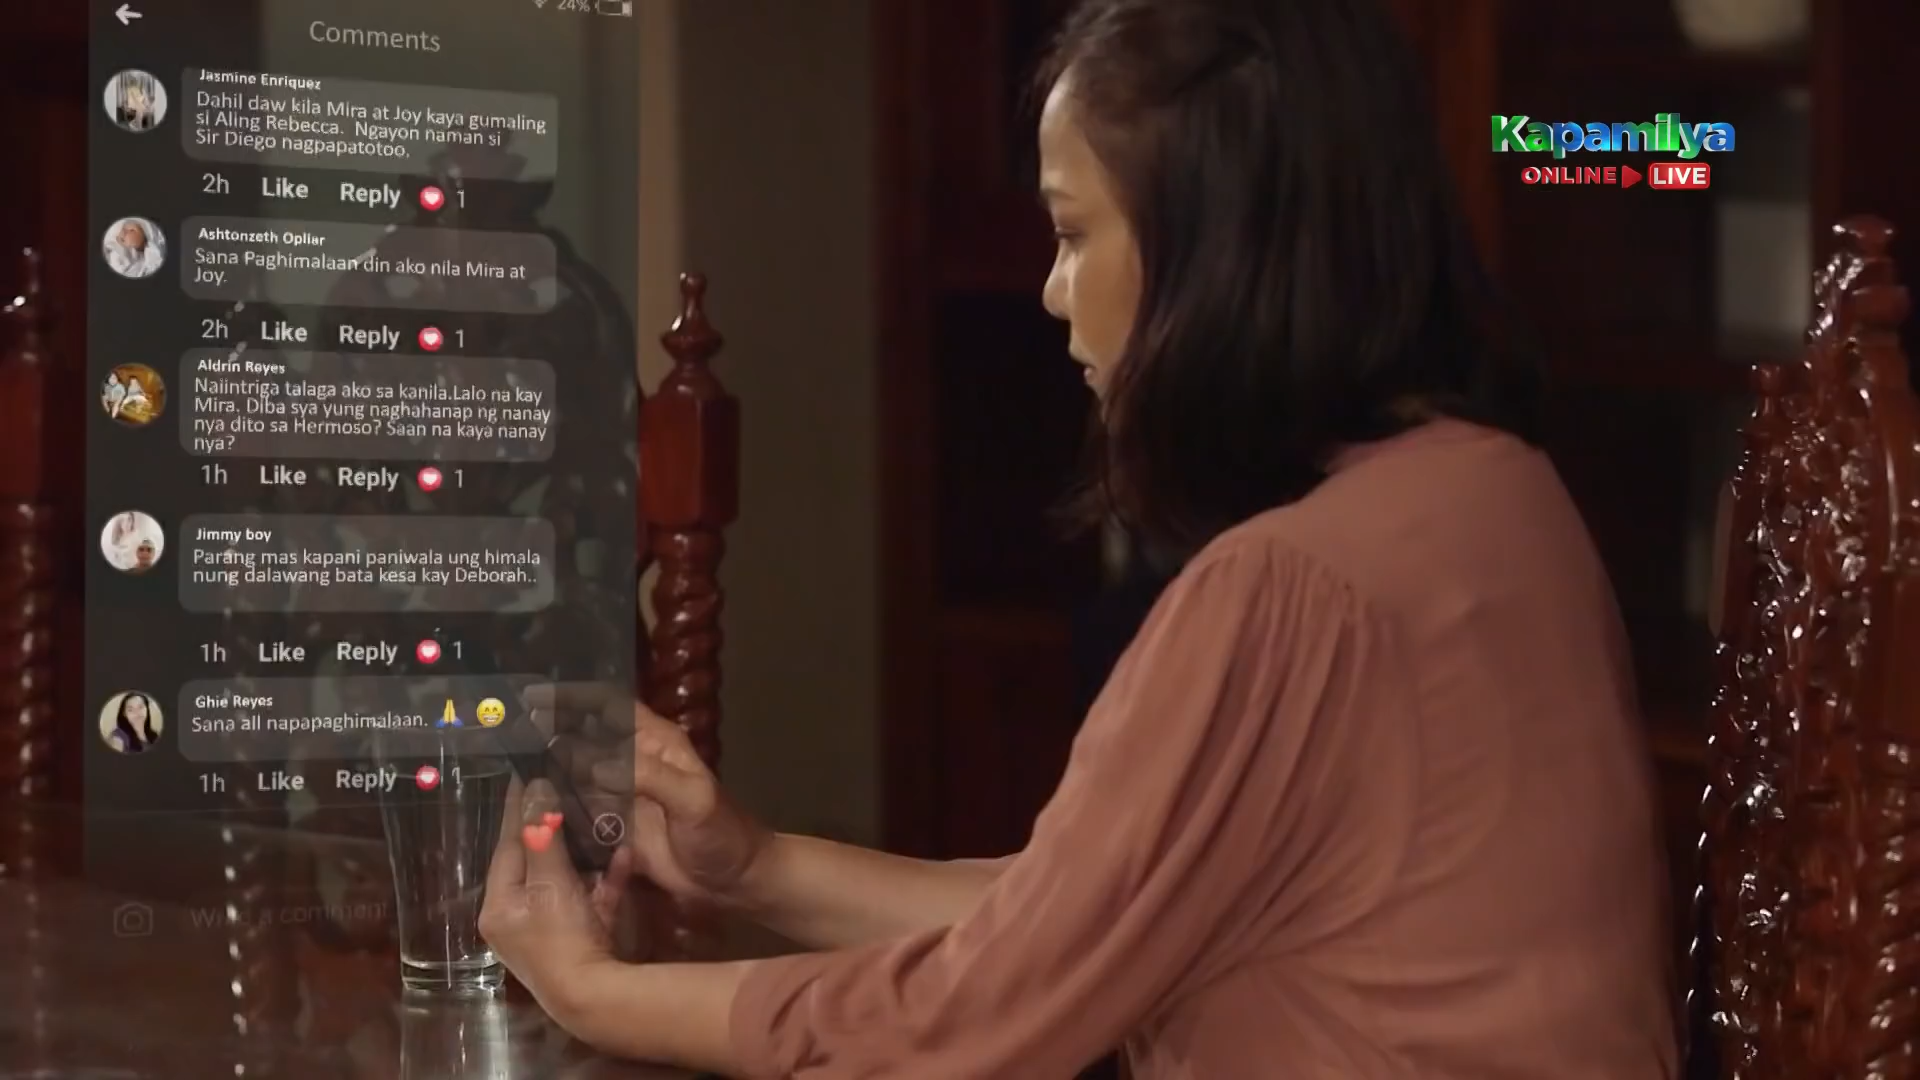 24%
Comments
Jasmine Enriquez
Dahil daw kila Mira at Joy kaya gumaling
si Aling Rebecca. Ngayon naman si
Sir Diego nagpapatotoo,
2h Like Reply 1
Ashtonzeth Opliar
Sana Paghimalaan din ako nila Mira at
Joy.
2h Like Reply 1
Aldrin Reyes
Naiintriga talaga ako sa kanila.Lalo na kay
Mira. Diba sya yung naghahanap ng nanay
nya dito sa Hermoso? Saan na kaya nanay
nya?
1h Like Reply 1
Jimmy boy
Parang mas kapani paniwala ung himala
nung dalawang bata kesa kay Deborah..
1h Like Reply 1
Ghie Reyes
Sana all napapaghimalaan. 🙏 😁
1h Like Reply 1
Write a comment
Kapamilya
ONLINE LIVE